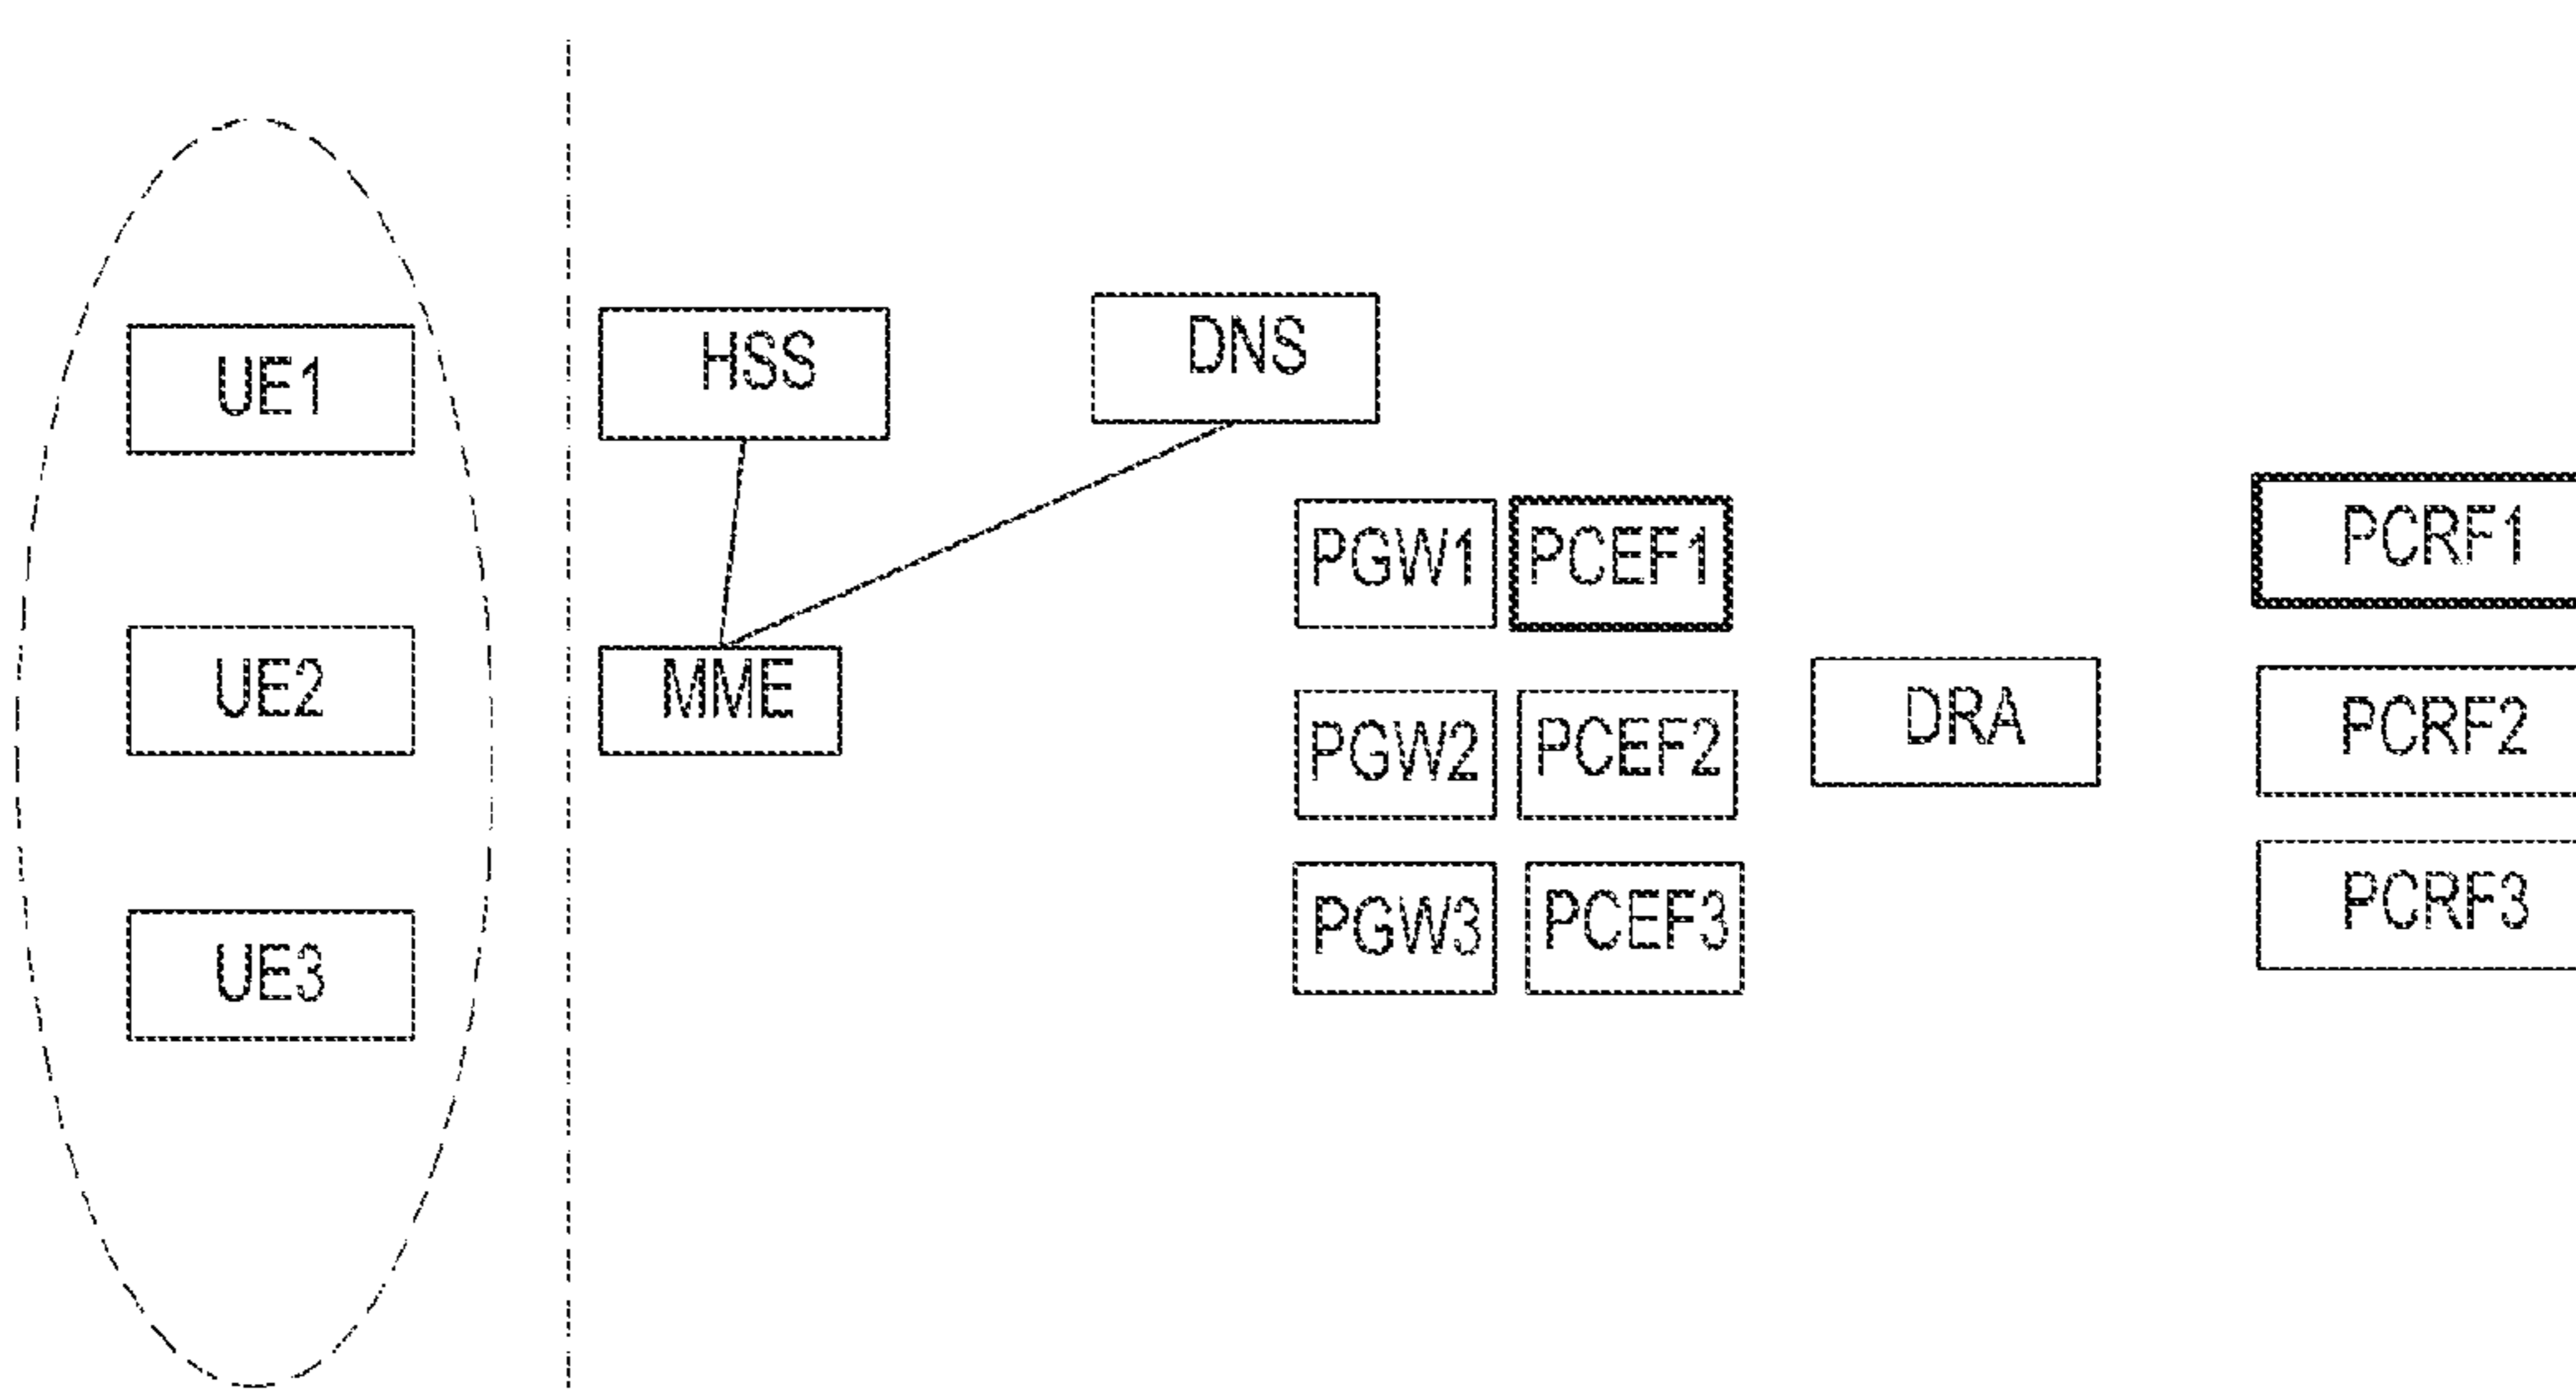 UE1
UE2
UE3
HSS
DNS
MME
PGW1
PCEF1
PGW2
PCEF2
PGW3
PCEF3
DRA
PCRF1
PCRF2
PCRF3